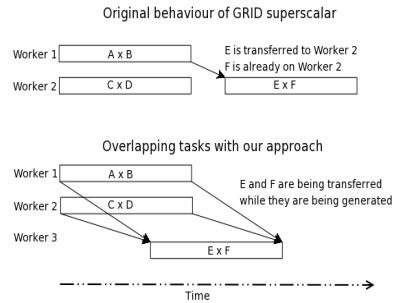 Original behaviour of GRID superscalar
Worker 1
A x B
E is transferred to Worker 2
F is already on Worker 2
Worker 2
C x D
E x F
Overlapping tasks with our approach
Worker 1
A x B
E and F are being transferred
while they are being generated
Worker 2
C x D
Worker 3
E x F
Time